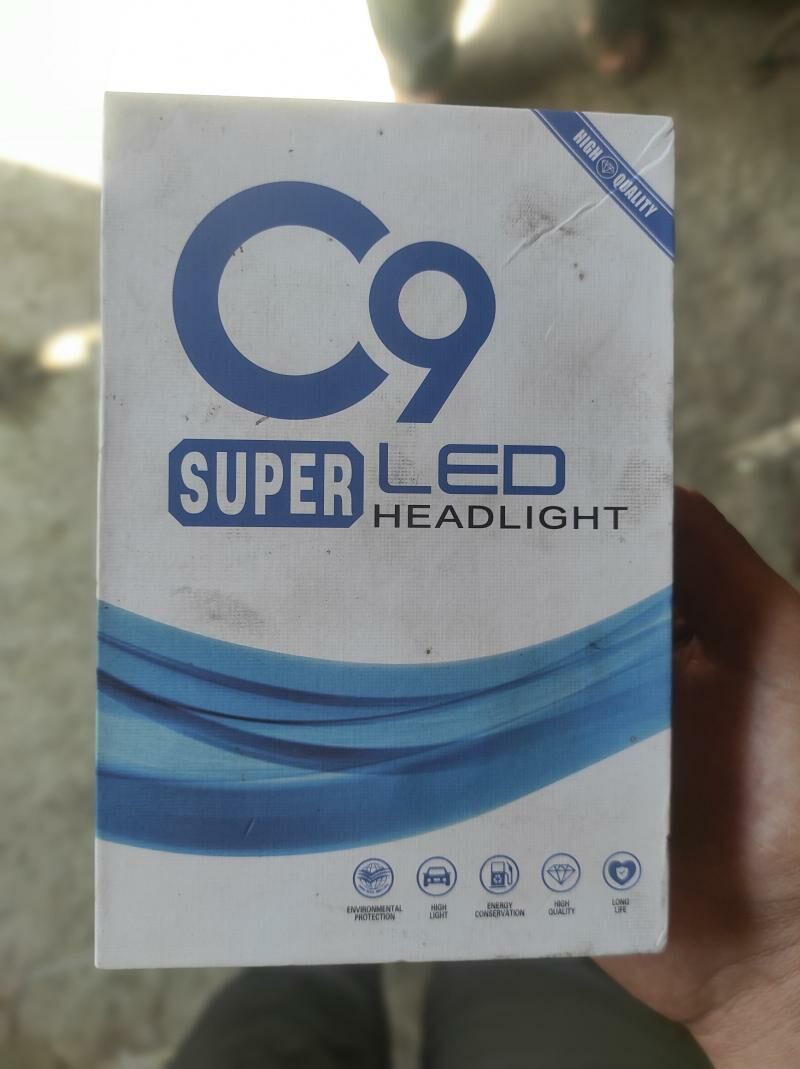 HIGH QUALITY
C9
SUPER LED
HEADLIGHT
ENVIRONMENTAL
PROTECTION
HIGH
LIGHT
ENERGY
CONSERVATION
HIGH
QUALITY
LONG
LIFE